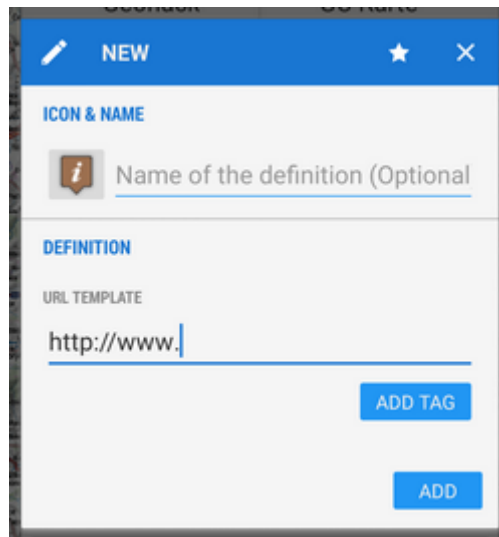 NEW
ICON & NAME
i
Name of the definition (Optional
DEFINITION
URL TEMPLATE
http://www.
ADD TAG
ADD